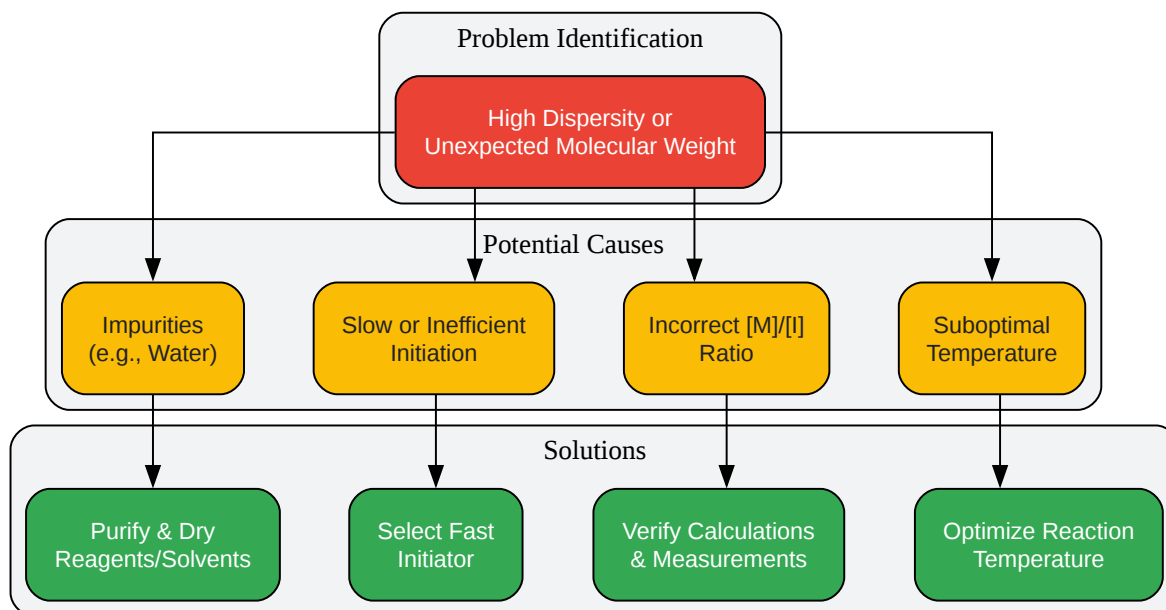 Problem Identification
High Dispersity or
Unexpected Molecular Weight
Potential Causes
Impurities
(e.g., Water)
Slow or Inefficient
Initiation
Incorrect [M]/[I]
Ratio
Suboptimal
Temperature
Solutions
Purify & Dry
Reagents/Solvents
Select Fast
Initiator
Verify Calculations
& Measurements
Optimize Reaction
Temperature